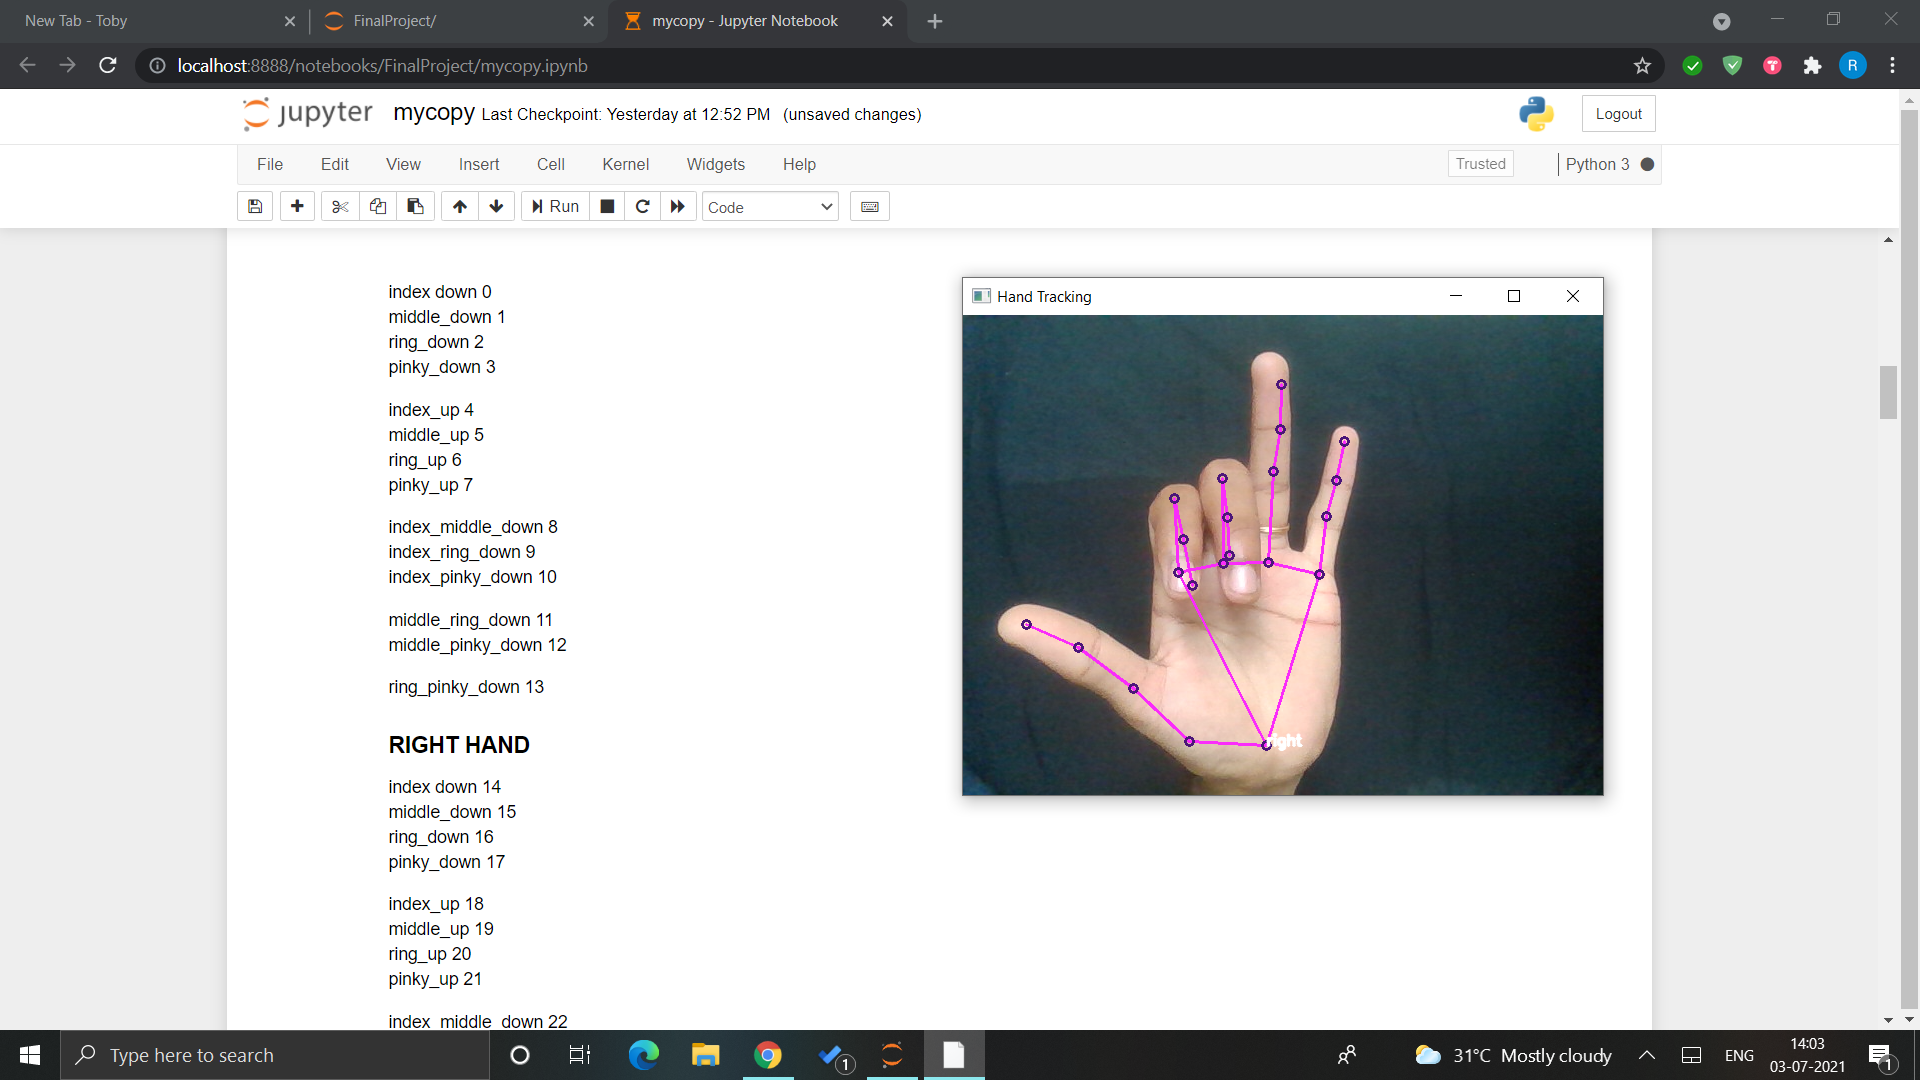 New Tab - Toby
FinalProject/
mycopy - Jupyter Notebook
localhost:8888/notebooks/FinalProject/mycopy.ipynb
R
jupyter mycopy Last Checkpoint: Yesterday at 12:52 PM (unsaved changes)
Logout
File Edit View Insert Cell Kernel Widgets Help
Trusted
Python 3
Run
Code
index down 0
middle_down 1
ring_down 2
pinky_down 3
index_up 4
middle_up 5
ring_up 6
pinky_up 7
index_middle_down 8
index_ring_down 9
index_pinky_down 10
middle_ring_down 11
middle_pinky_down 12
ring_pinky_down 13
RIGHT HAND
index down 14
middle_down 15
ring_down 16
pinky_down 17
index_up 18
middle_up 19
ring_up 20
pinky_up 21
index_middle_down 22
Hand Tracking
right
Type here to search
1
31°C Mostly cloudy
ENG
14:03
03-07-2021
1